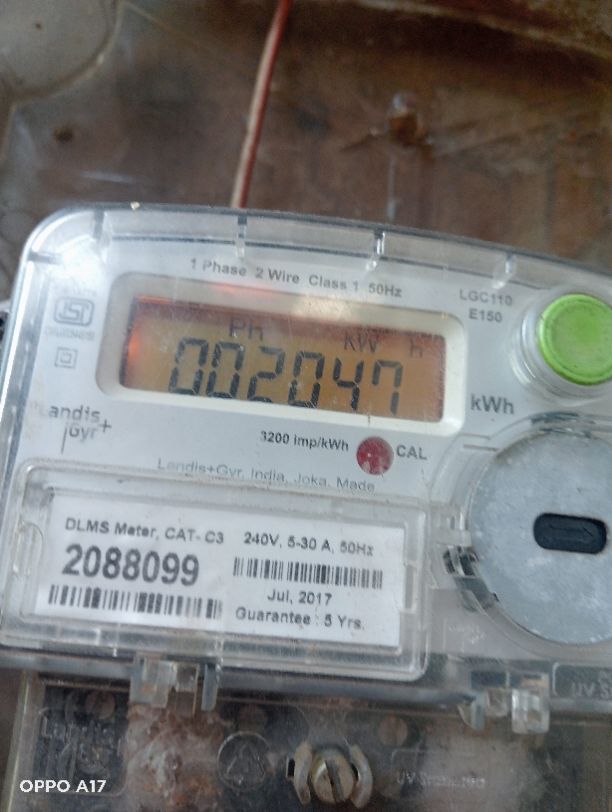 1 Phase 2 Wire Class 1 50Hz
LGC110
E150
Ph kW h
002047
kWh
Landis+
Gyr
3200 imp/kWh
CAL
Landis+Gyr, India, Joka, Made
DLMS Meter, CAT- C3
240V, 5-30 A, 50Hz
2088099
Jul, 2017
Guarantee : 5 Yrs.
Landis
OPPO A17